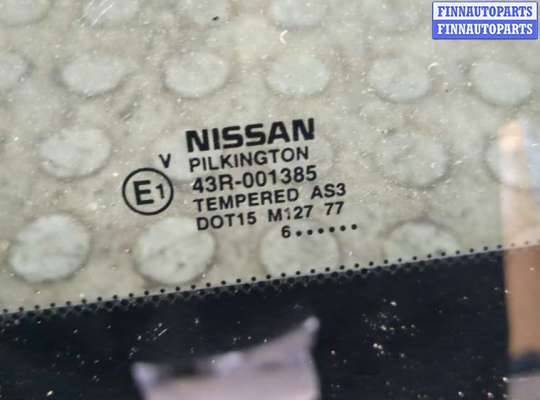 FINNAUTOPARTS
FINNAUTOPARTS
NISSAN
V PILKINGTON
E1 43R-001385
TEMPERED AS3
DOT15 M127 77
6••••••